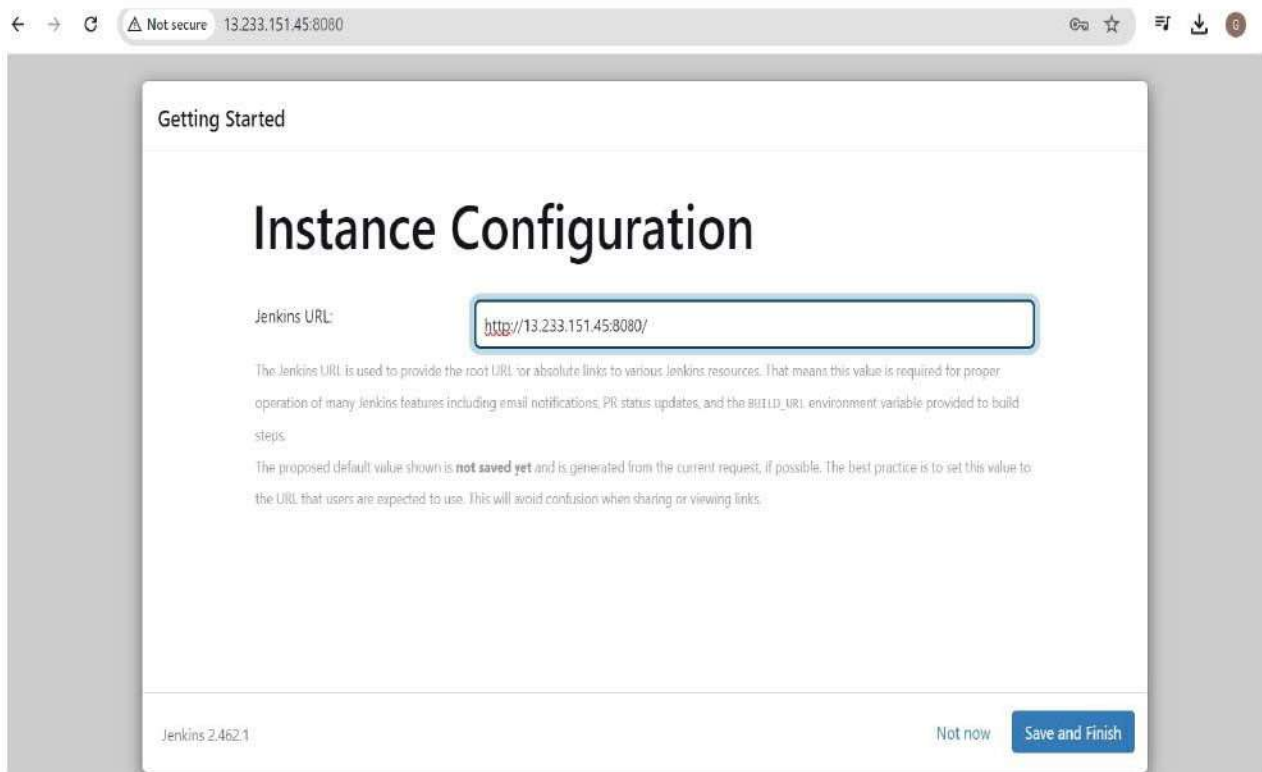 Not secure 13.233.151.45:8080
G
Getting Started
Instance Configuration
Jenkins URL: http://13.233.151.45:8080/
The Jenkins URL is used to provide the root URL for absolute links to various Jenkins resources. That means this value is required for proper
operation of many Jenkins features including email notifications, PR status updates, and the BUILD_URL environment variable provided to build
steps.
The proposed default value shown is not saved yet and is generated from the current request, if possible. The best practice is to set this value to
the URL that users are expected to use. This will avoid confusion when sharing or viewing links.
Jenkins 2.462.1 Not now Save and Finish